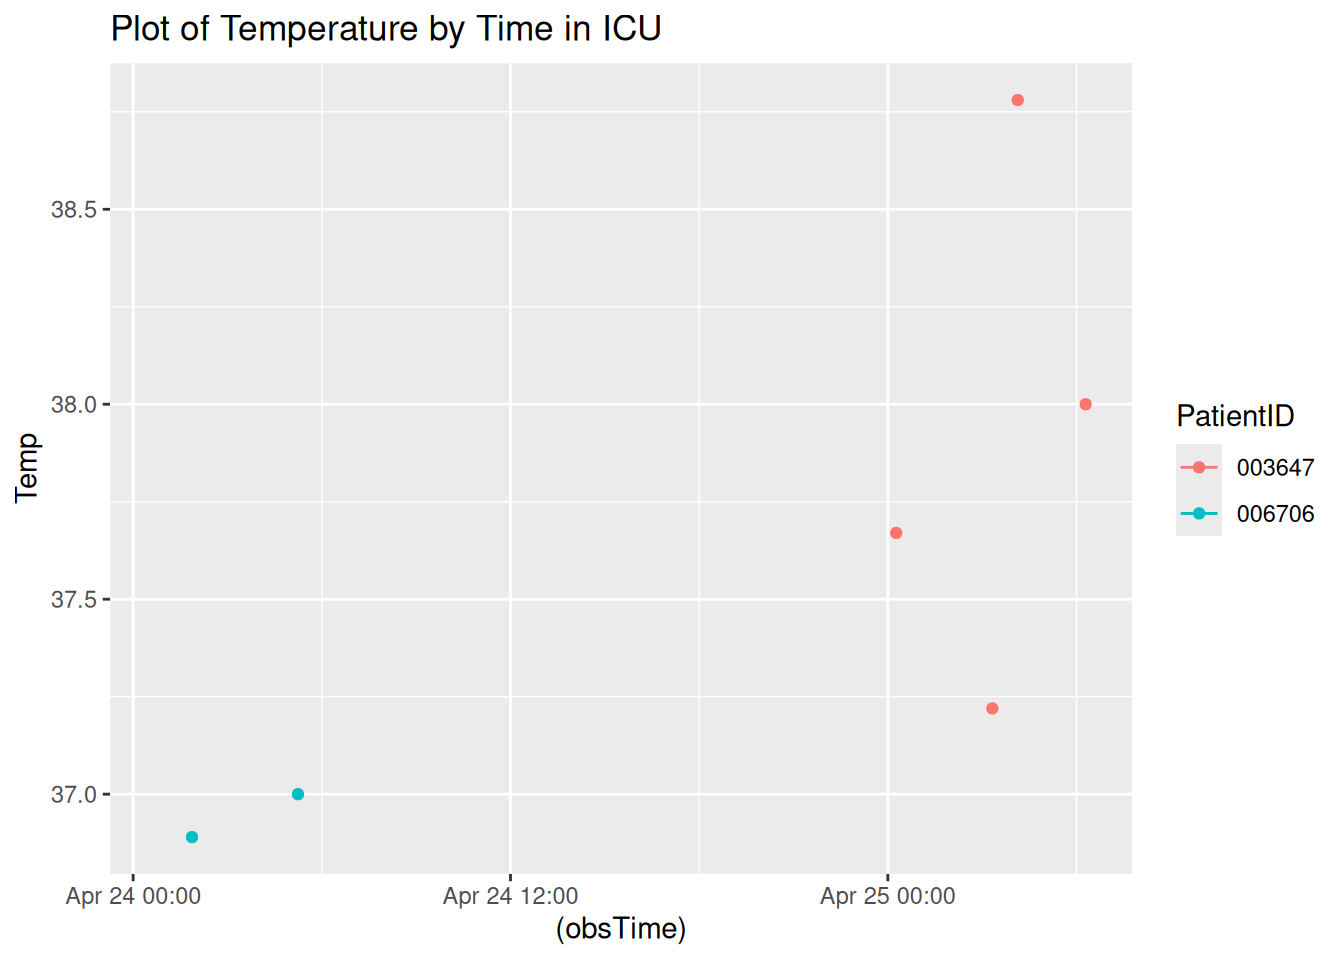 Plot of Temperature by Time in ICU
38.5
38.0
37.5
37.0
Temp
Apr 24 00:00 Apr 24 12:00 Apr 25 00:00
(obsTime)
PatientID
003647
006706